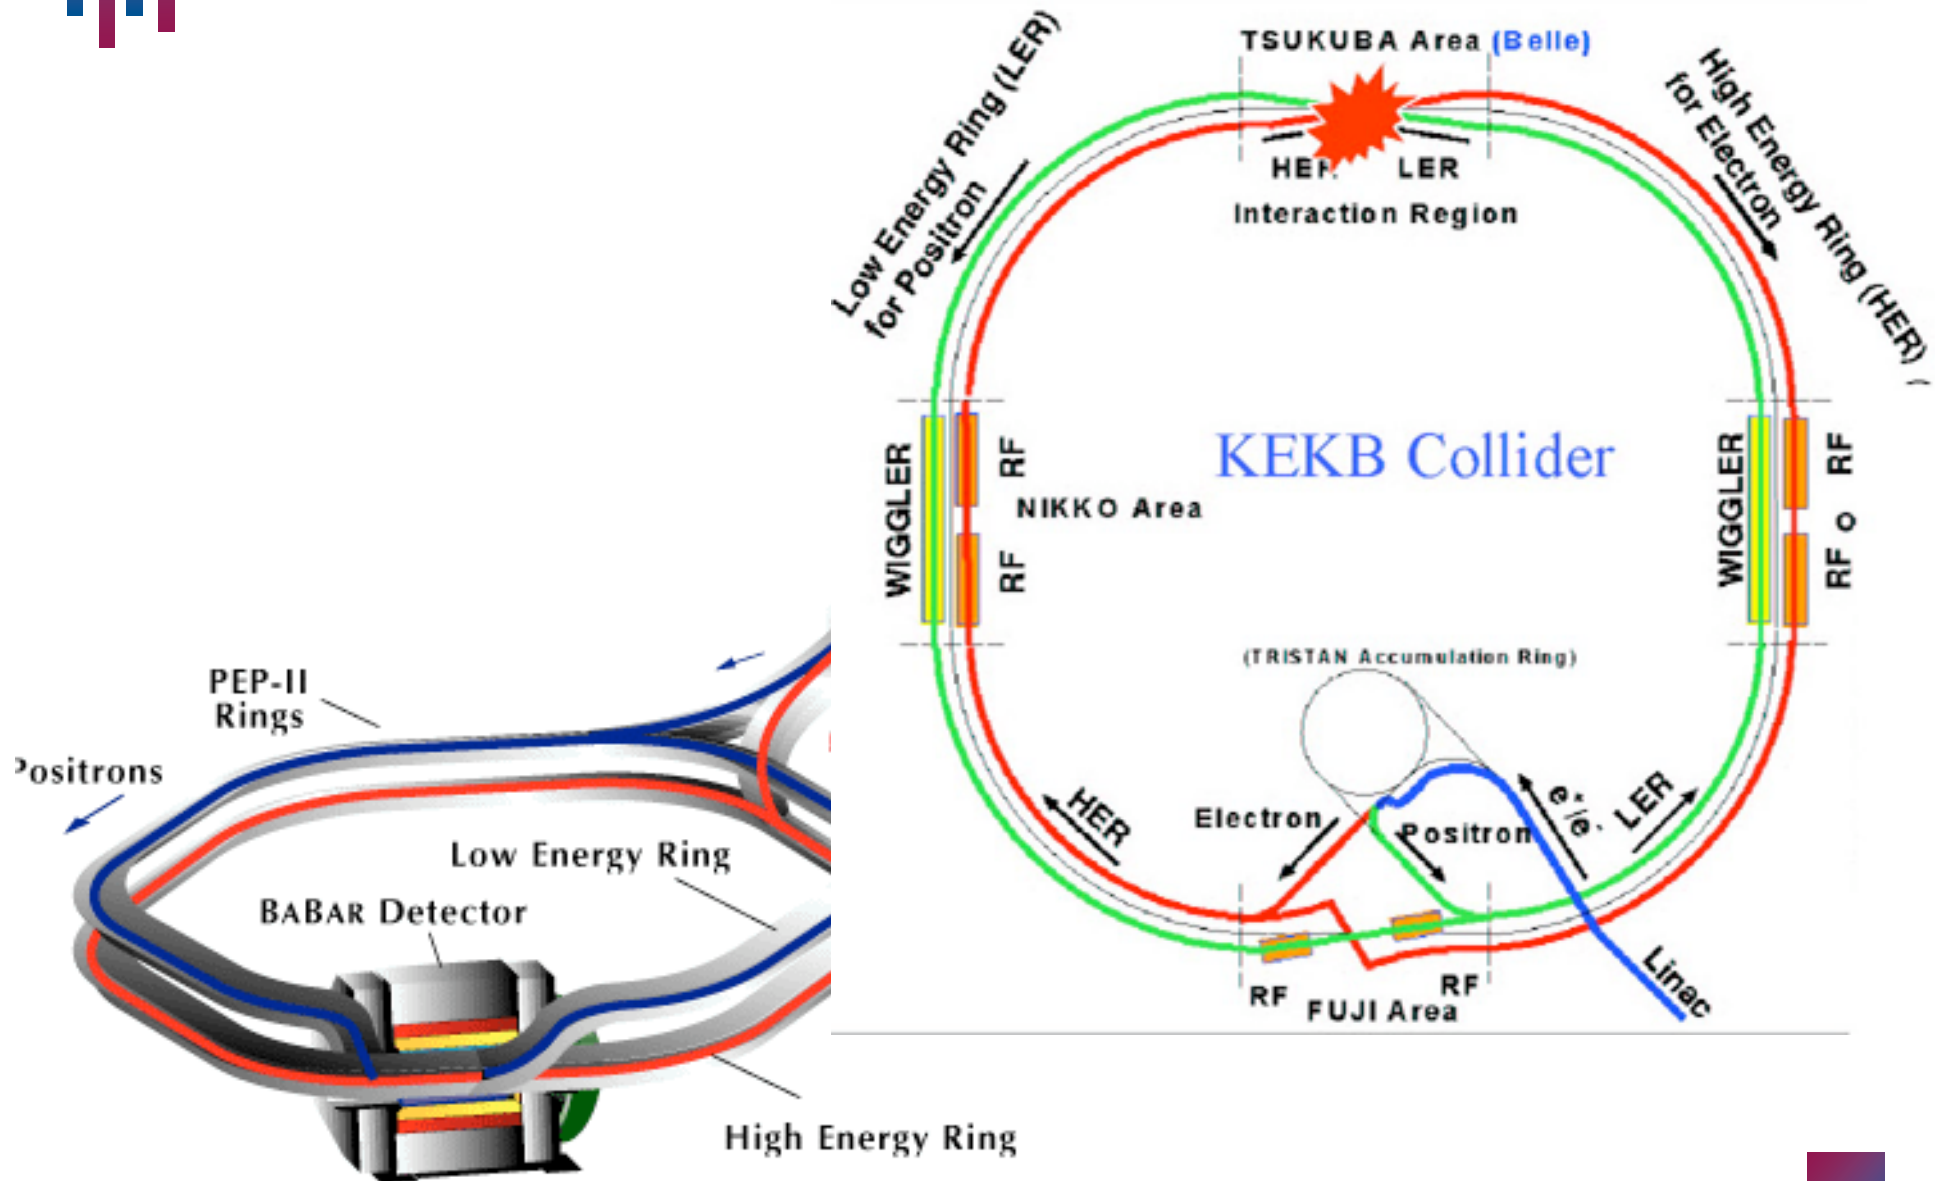 TSUKUBA Area (Belle)
Low Energy Ring (LER)
for Positron
High Energy Ring (HER)
for Electron
HER
LER
Interaction Region
WIGGLER
RF
RF
NIKKO Area
KEKB Collider
WIGGLER
RF
RF
O
(TRISTAN Accumulation Ring)
HER
Electron
Positron
e+/e-
LER
Linac
RF
RF
FUJI Area
PEP-II
Rings
Positrons
Low Energy Ring
BABAR Detector
High Energy Ring